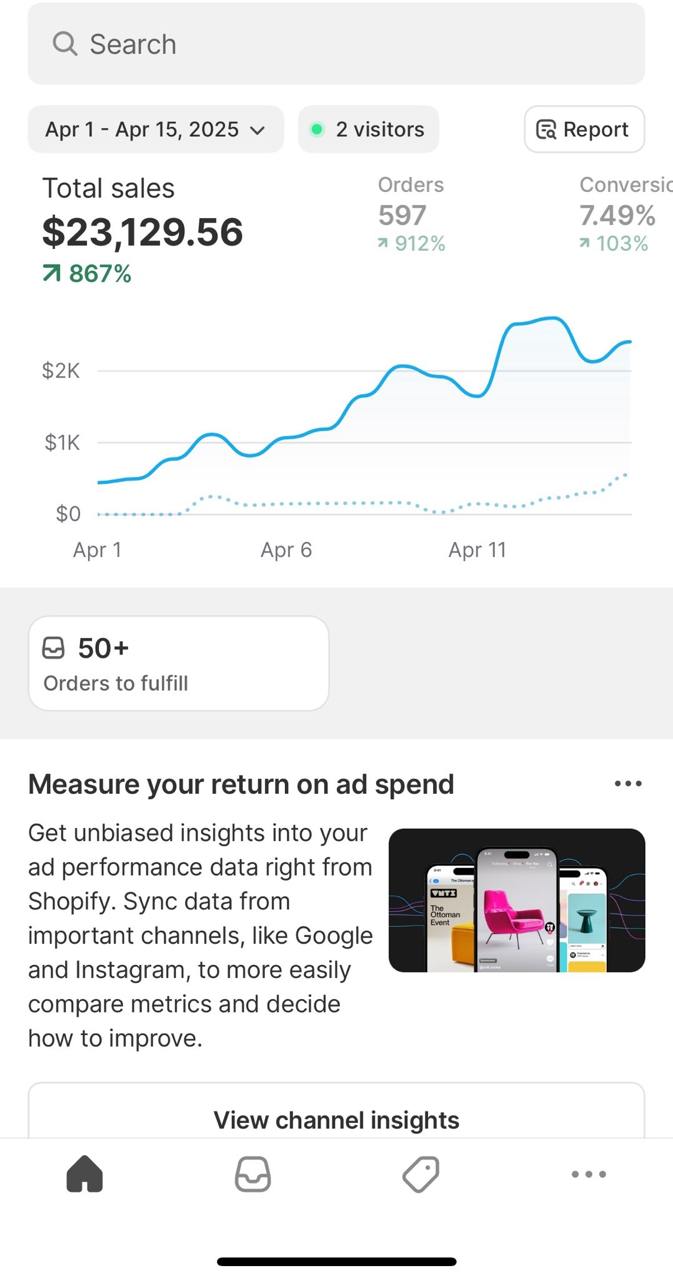 Search
Apr 1 - Apr 15, 2025
2 visitors
Report
Total sales
$23,129.56
867%
Orders
597
912%
Conversio
7.49%
103%
$2K
$1K
$0
Apr 1
Apr 6
Apr 11
50+
Orders to fulfill
Measure your return on ad spend
Get unbiased insights into your
ad performance data right from
Shopify. Sync data from
important channels, like Google
and Instagram, to more easily
compare metrics and decide
how to improve.
The
Ottoman
Event
View channel insights